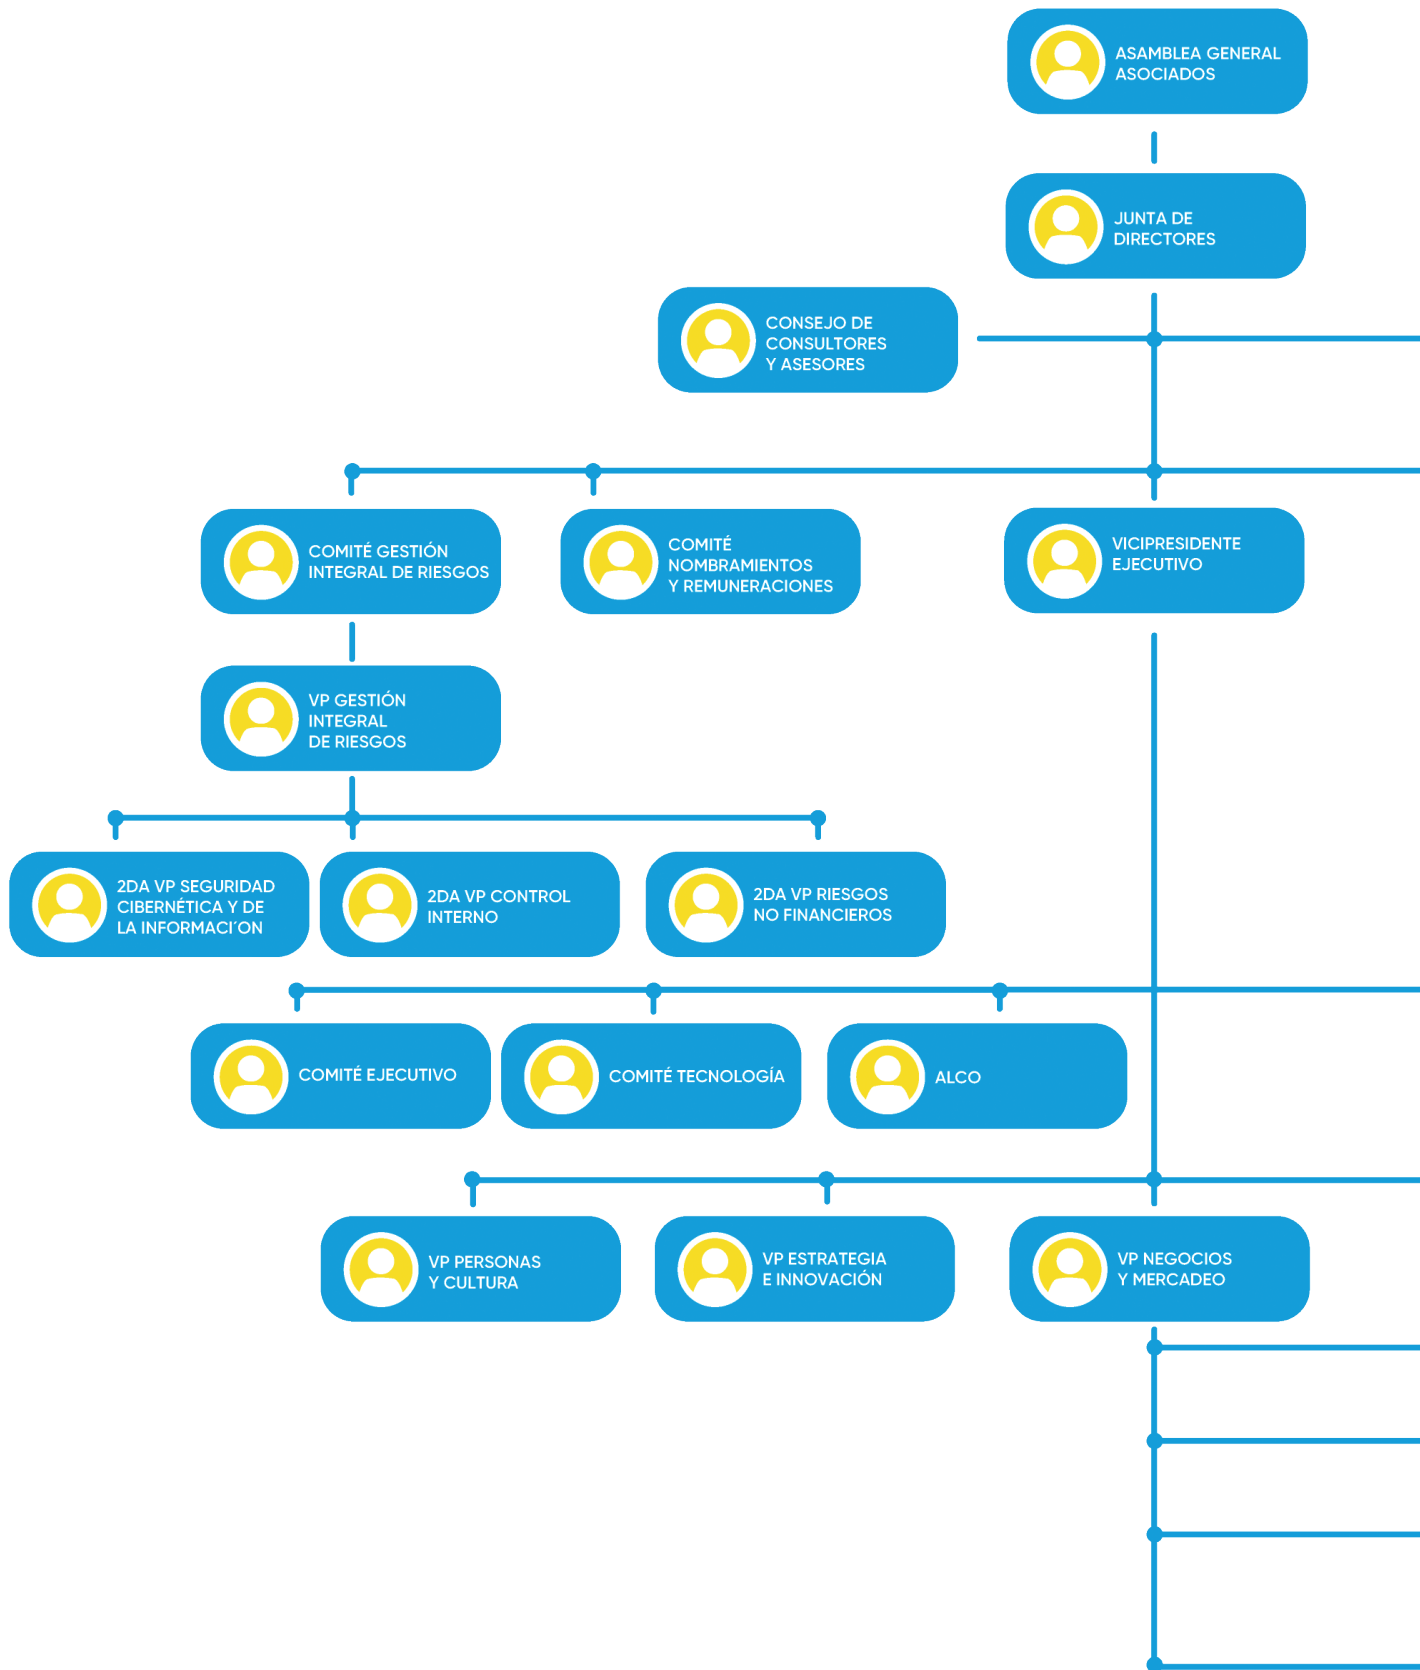 ASAMBLEA GENERAL
ASOCIADOS
JUNTA DE
DIRECTORES
CONSEJO DE
CONSULTORES
Y ASESORES
COMITÉ GESTIÓN
INTEGRAL DE RIESGOS
COMITÉ
NOMBRAMIENTOS
Y REMUNERACIONES
VICIPRESIDENTE
EJECUTIVO
VP GESTIÓN
INTEGRAL
DE RIESGOS
2DA VP SEGURIDAD
CIBERNÉTICA Y DE
LA INFORMACI´ON
2DA VP CONTROL
INTERNO
2DA VP RIESGOS
NO FINANCIEROS
COMITÉ EJECUTIVO
COMITÉ TECNOLOGÍA
ALCO
VP PERSONAS
Y CULTURA
VP ESTRATEGIA
E INNOVACIÓN
VP NEGOCIOS
Y MERCADEO